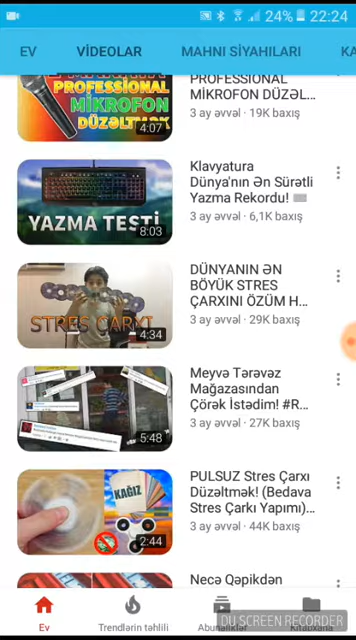 24% 22:24
EV VİDEOLAR MAHNI SİYAHILARI KA
PROFESSIONAL
MİKROFON
DÜZƏLTMƏK
4:07
PROFESSIONAL
MİKROFON DÜZƏL...
3 ay əvvəl · 19K baxış
YAZMA TESTİ
8:03
Klavyatura
Dünya'nın Ən Sürətli
Yazma Rekordu!
3 ay əvvəl · 6,1K baxış
STRES ÇARXI
4:34
DÜNYANIN ƏN
BÖYÜK STRES
ÇARXINI ÖZÜM H...
3 ay əvvəl · 29K baxış
5:48
Meyvə Tərəvəz
Mağazasından
Çörək İstədim! #R...
3 ay əvvəl · 27K baxış
KAĞIZ
2:44
PULSUZ Stres Çarxı
Düzəltmək! (Bedava
Stres Çarkı Yapımı)...
3 ay əvvəl · 44K baxış
Necə Qəpikdən
Ev Trendlərin təhlili Abunəliklər Kitabxana
DU SCREEN RECORDER